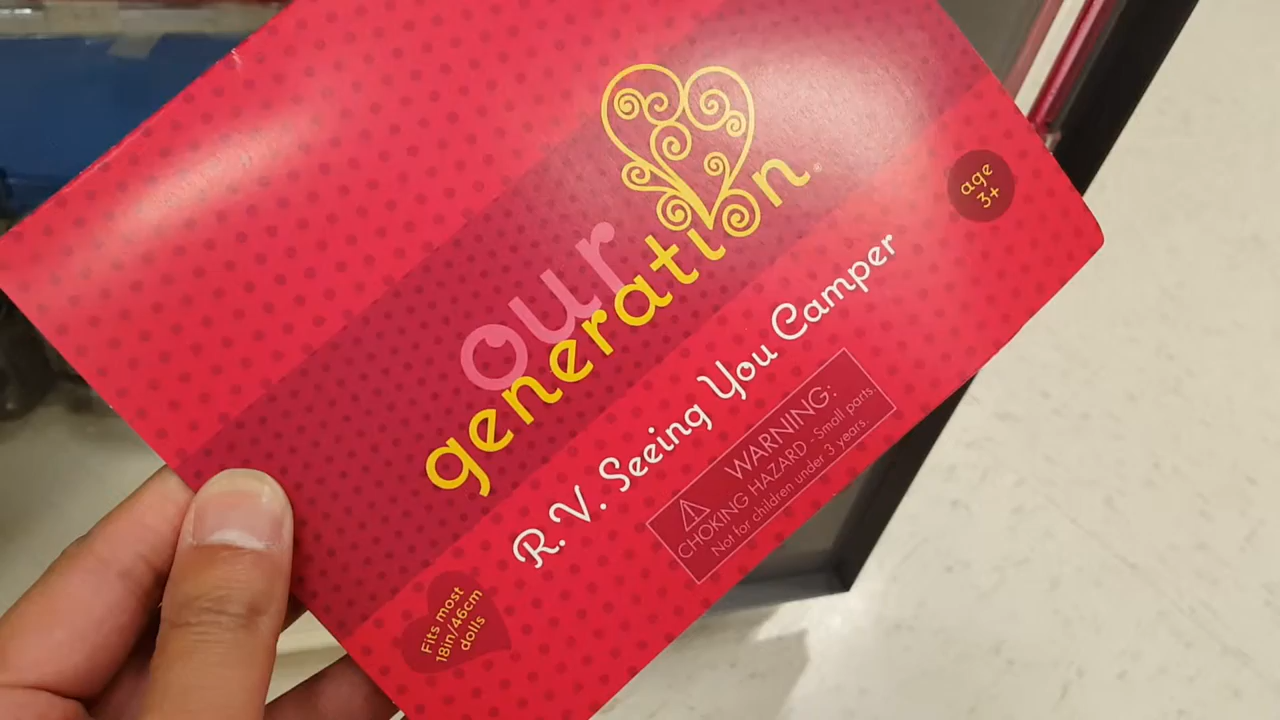 our
generation
R.V. Seeing You Camper
age
3+
WARNING:
CHOKING HAZARD - Small parts.
Not for children under 3 years.
Fits most
18in/46cm
dolls